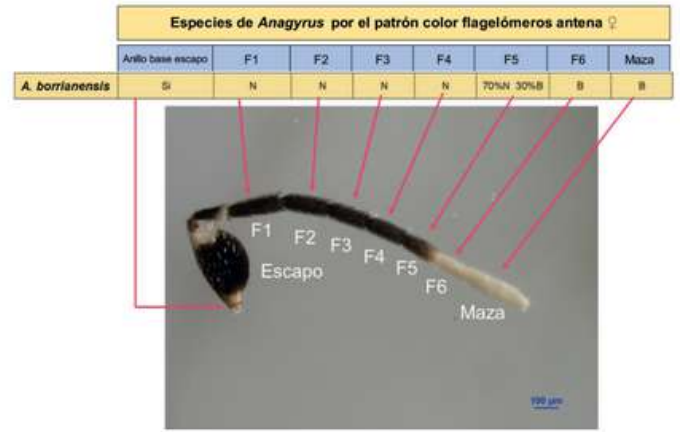 Especies de Anagyrus por el patrón color flagelómeros antena ♀
Anillo base escapo F1 F2 F3 F4 F5 F6 Maza
A. borrianensis Si N N N N 70%N 30%B B B
F1
F2
F3
F4
F5
F6
Escapo
Maza
100 µm